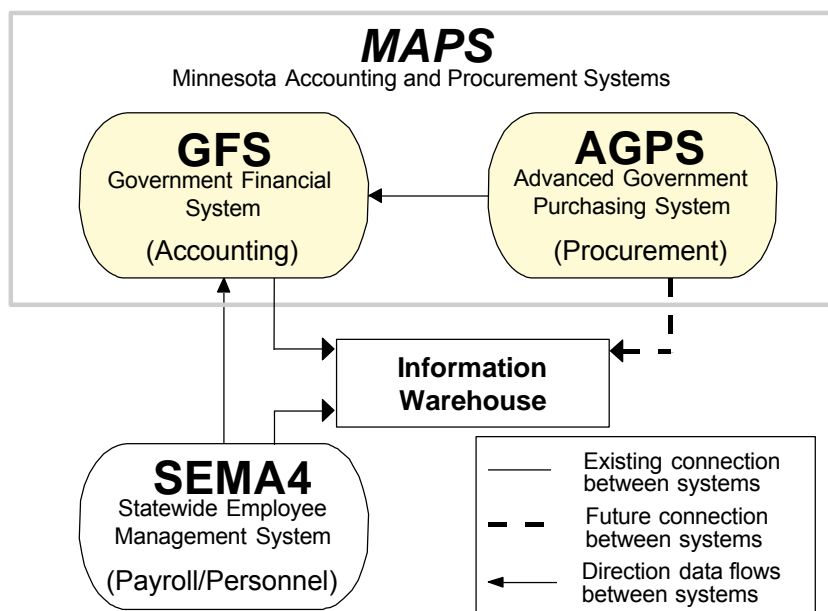 MAPS
Minnesota Accounting and Procurement Systems
GFS
Government Financial
System
(Accounting)
AGPS
Advanced Government
Purchasing System
(Procurement)
Information
Warehouse
SEMA4
Statewide Employee
Management System
(Payroll/Personnel)
Existing connection
between systems
Future connection
between systems
Direction data flows
between systems